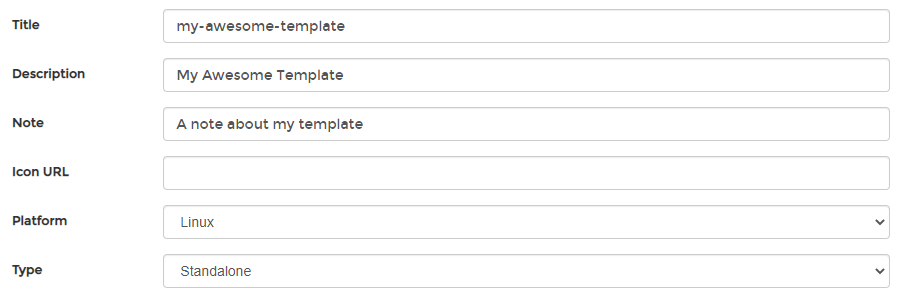 Title my-awesome-template
Description My Awesome Template
Note A note about my template
Icon URL
Platform Linux
Type Standalone